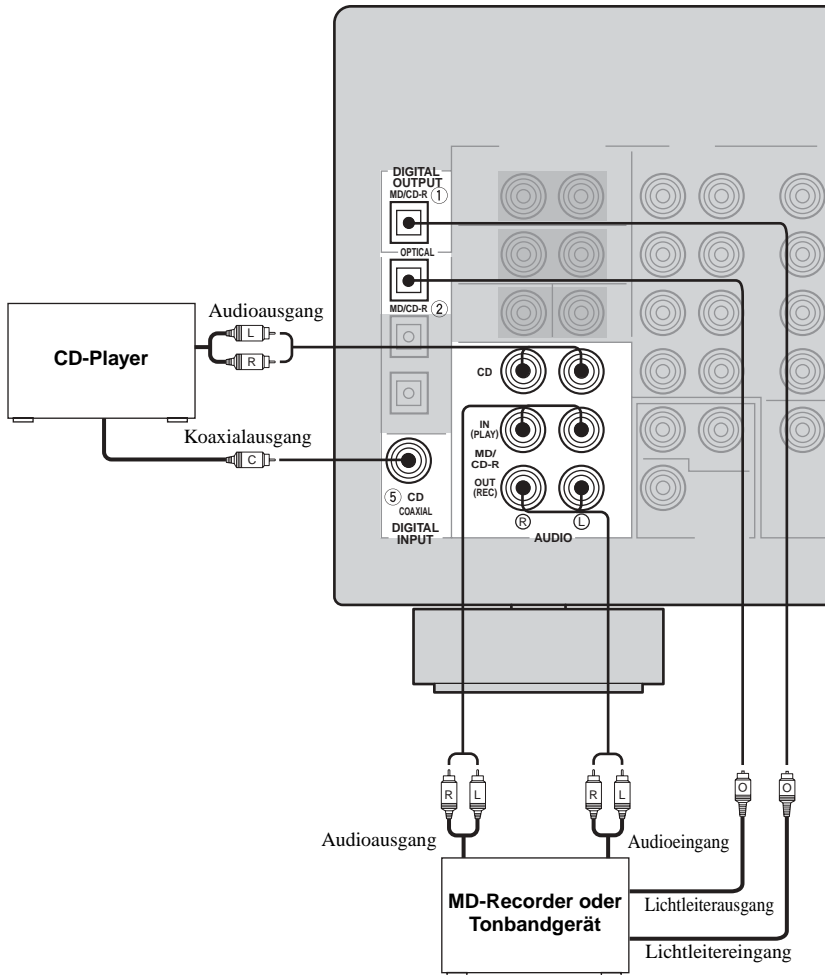 DIGITAL
OUTPUT
MD/CD-R ①
OPTICAL
MD/CD-R ②
Audioausgang
L
R
CD-Player
CD
Koaxialausgang
C
IN
(PLAY)
MD/
CD-R
OUT
(REC)
⑤ CD
COAXIAL
DIGITAL
INPUT
Ⓡ Ⓛ
AUDIO
R L
R L
O O
Audioausgang
Audioeingang
MD-Recorder oder
Tonbandgerät
Lichtleiterausgang
Lichtleitereingang